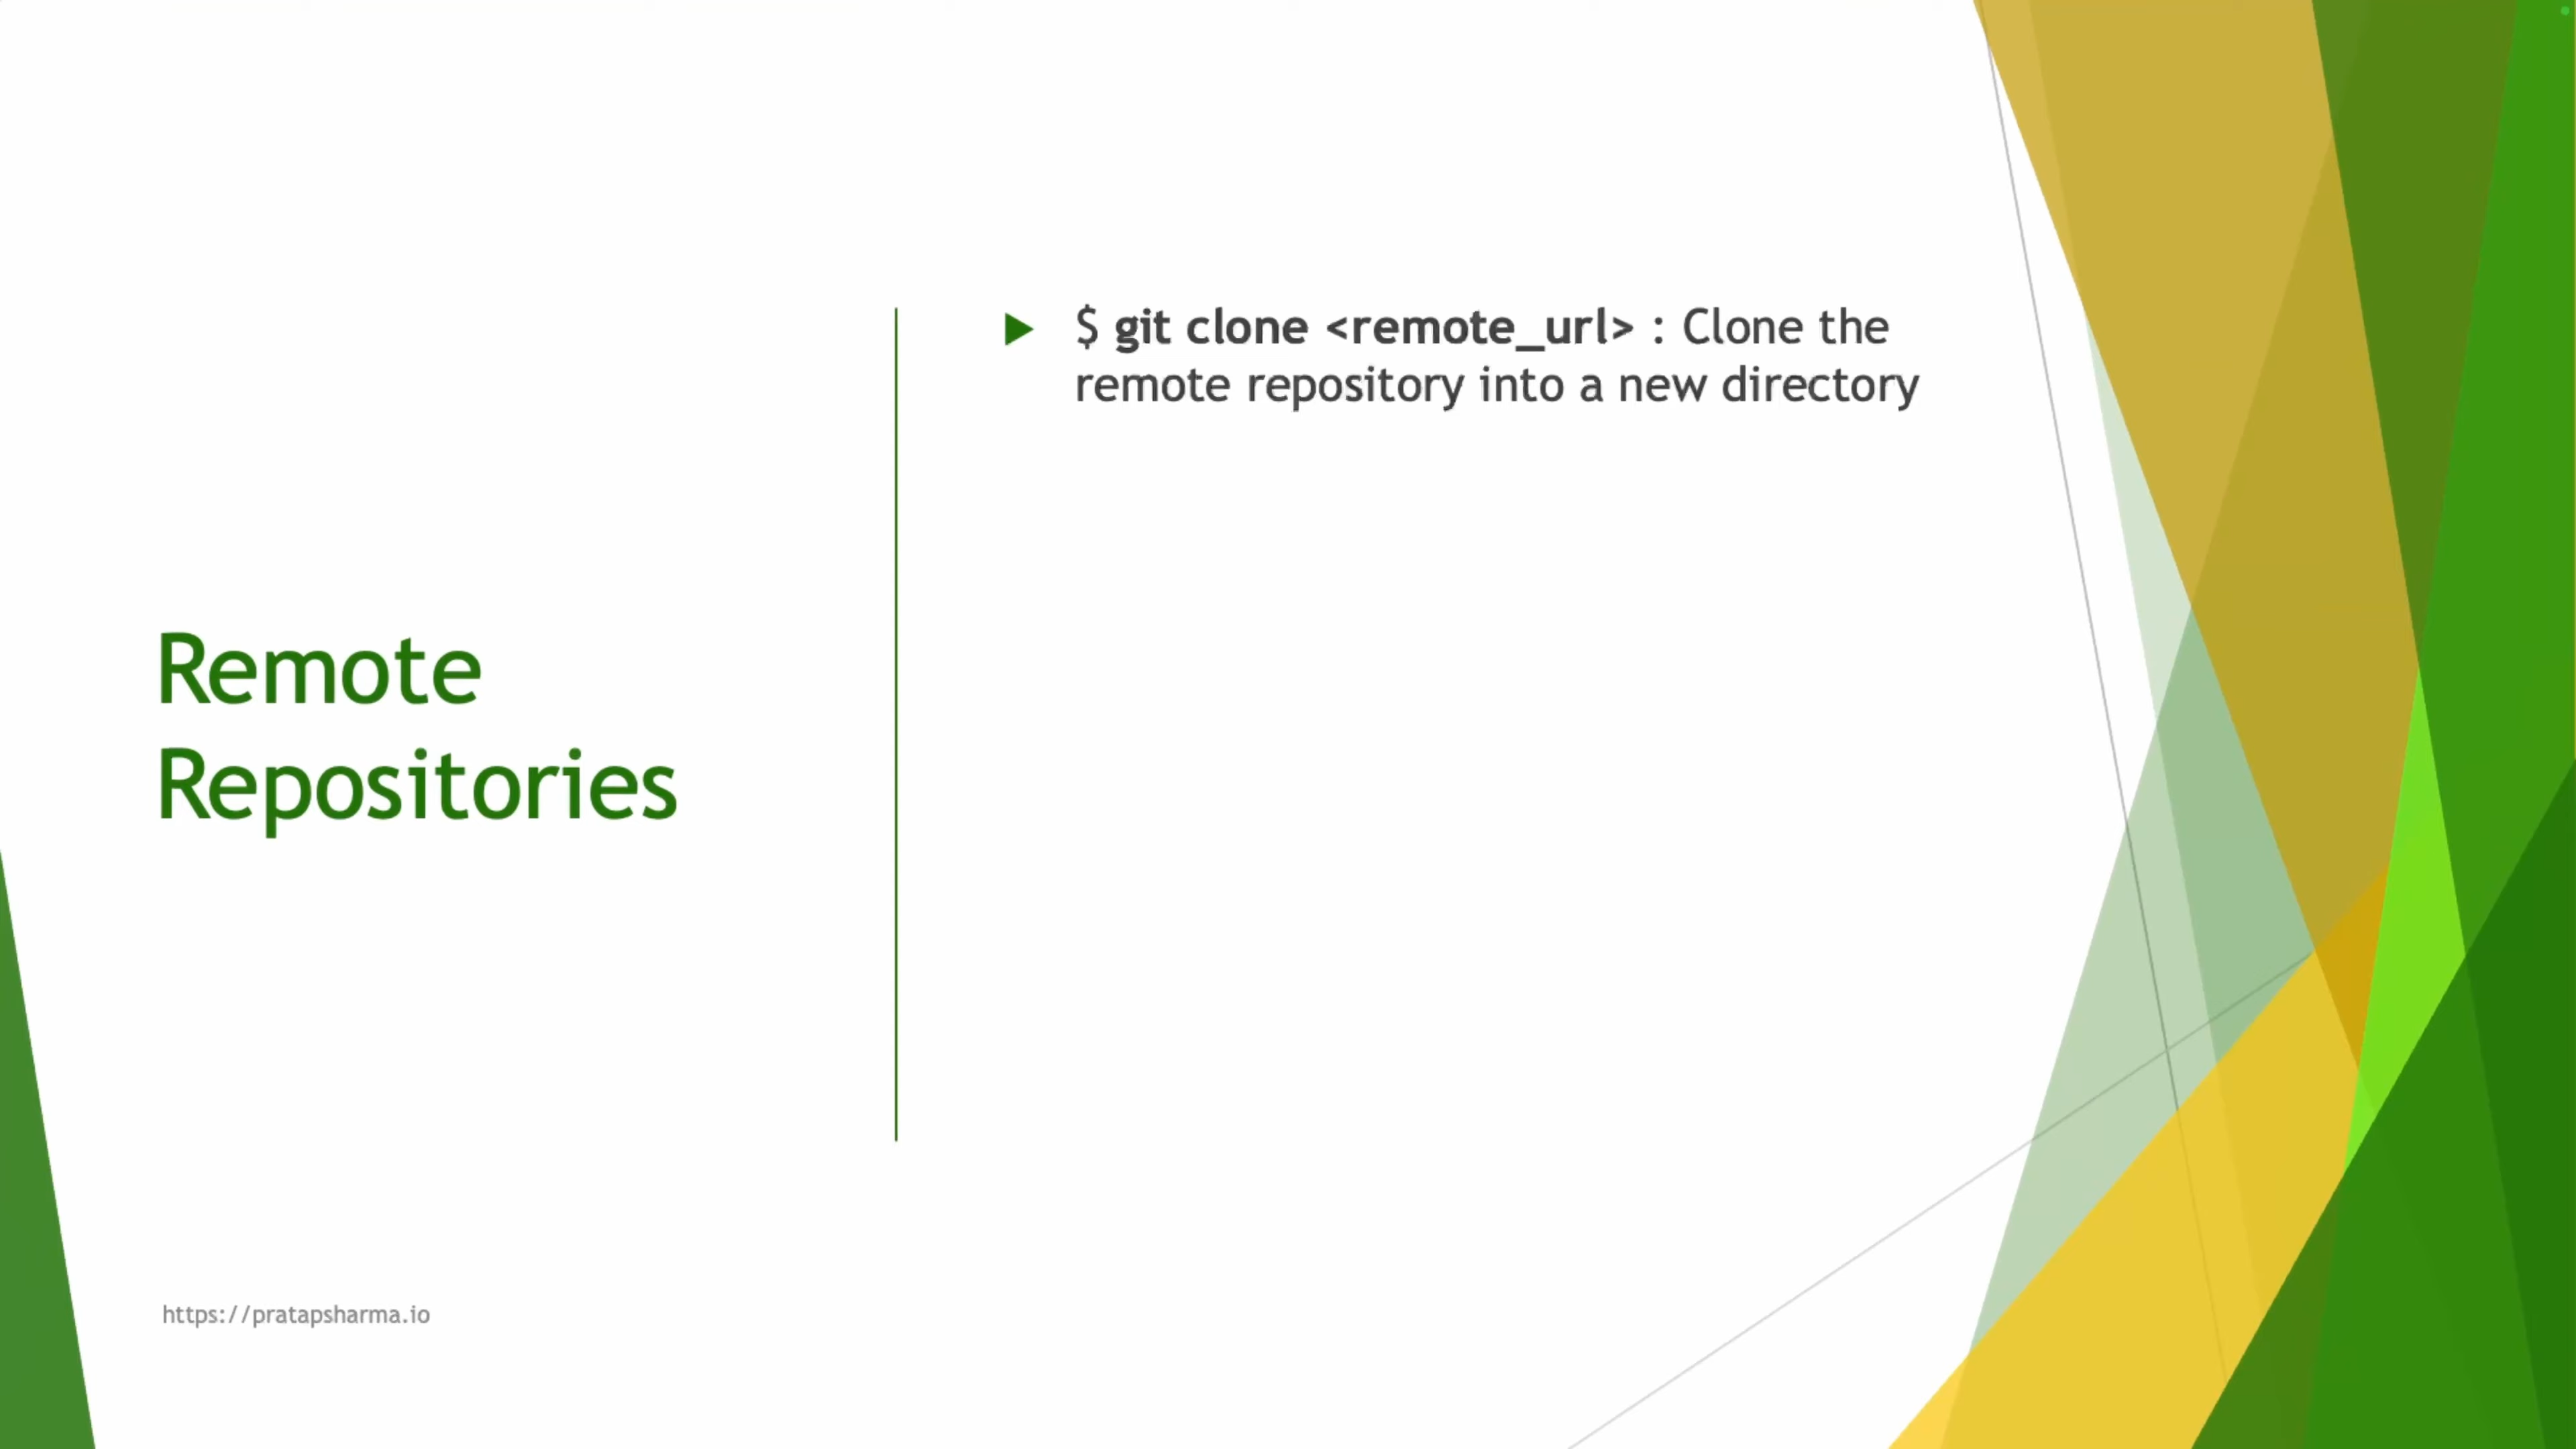 Remote
Repositories
$ git clone <remote_url> : Clone the
remote repository into a new directory
https://pratapsharma.io